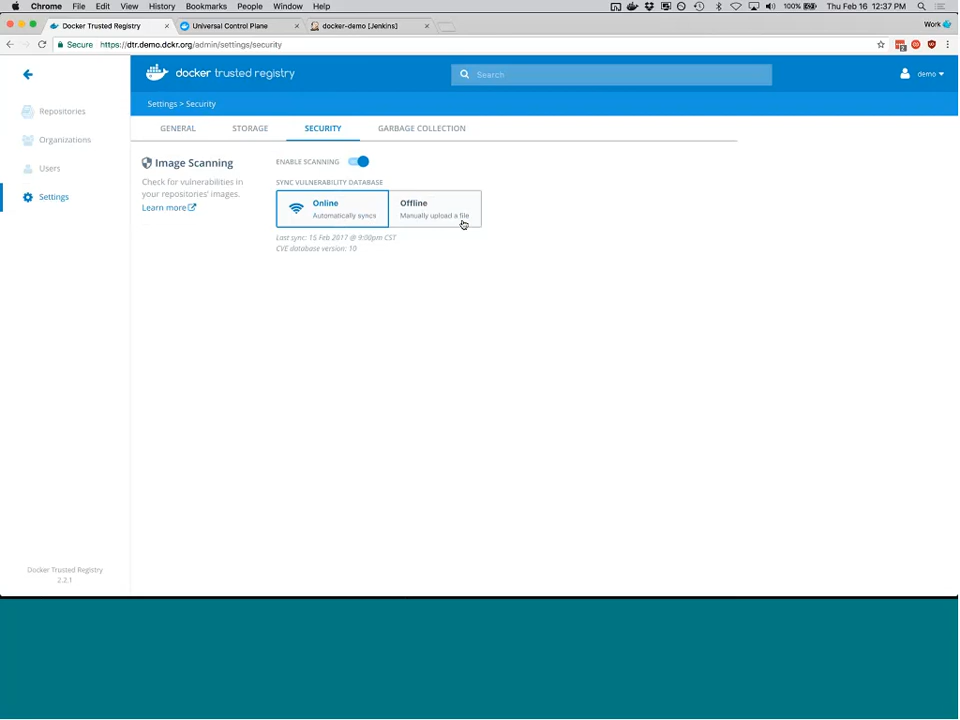 Chrome File Edit View History Bookmarks People Window Help 100% Thu Feb 16 12:37 PM
Docker Trusted Registry × Universal Control Plane × docker-demo [Jenkins] × Work
Secure https://dtr.demo.dckr.org/admin/settings/security
docker trusted registry Search demo
Settings > Security
Repositories
Organizations
Users
Settings
GENERAL STORAGE SECURITY GARBAGE COLLECTION
Image Scanning
Check for vulnerabilities in
your repositories' images.
Learn more
ENABLE SCANNING
SYNC VULNERABILITY DATABASE
Online Offline
Automatically syncs Manually upload a file
Last sync: 15 Feb 2017 @ 9:00pm CST
CVE database version: 10
Docker Trusted Registry
2.2.1